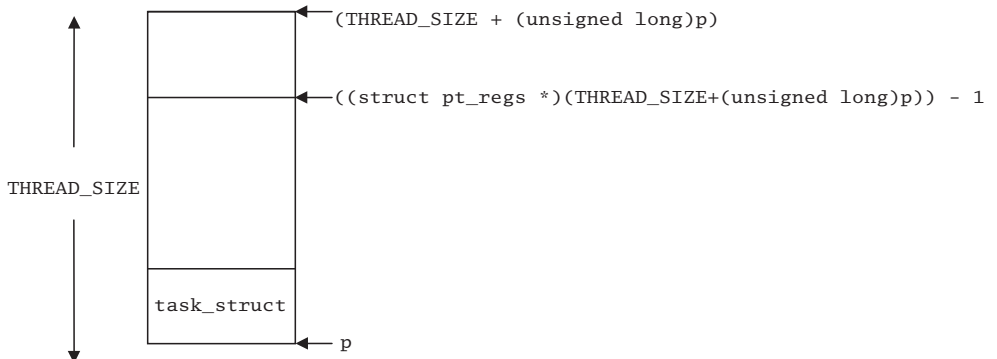 (THREAD_SIZE + (unsigned long)p)
((struct pt_regs *)(THREAD_SIZE+(unsigned long)p)) - 1
THREAD_SIZE
task_struct
p